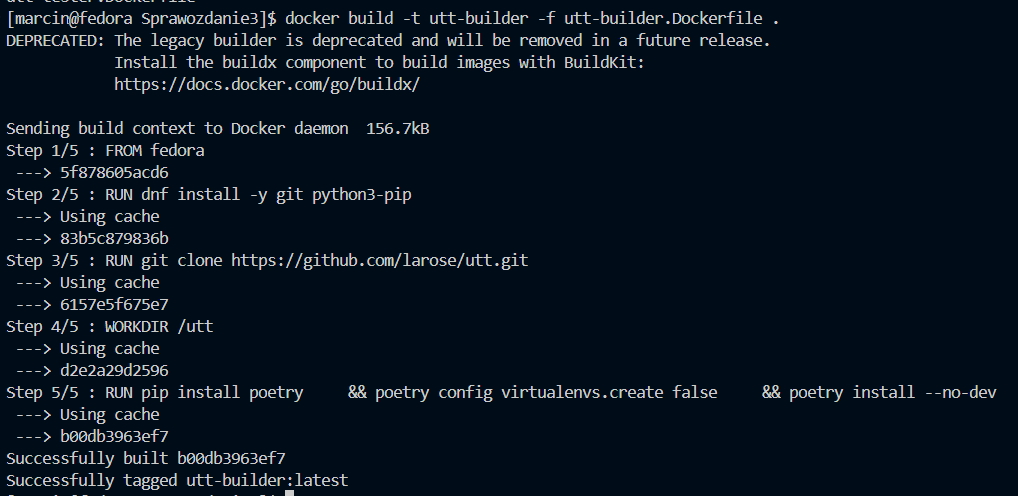 utt-tester.Dockerfile
[marcin@fedora Sprawozdanie3]$ docker build -t utt-builder -f utt-builder.Dockerfile .
DEPRECATED: The legacy builder is deprecated and will be removed in a future release.
            Install the buildx component to build images with BuildKit:
            https://docs.docker.com/go/buildx/

Sending build context to Docker daemon  156.7kB
Step 1/5 : FROM fedora
 ---> 5f878605acd6
Step 2/5 : RUN dnf install -y git python3-pip
 ---> Using cache
 ---> 83b5c879836b
Step 3/5 : RUN git clone https://github.com/larose/utt.git
 ---> Using cache
 ---> 6157e5f675e7
Step 4/5 : WORKDIR /utt
 ---> Using cache
 ---> d2e2a29d2596
Step 5/5 : RUN pip install poetry     && poetry config virtualenvs.create false     && poetry install --no-dev
 ---> Using cache
 ---> b00db3963ef7
Successfully built b00db3963ef7
Successfully tagged utt-builder:latest